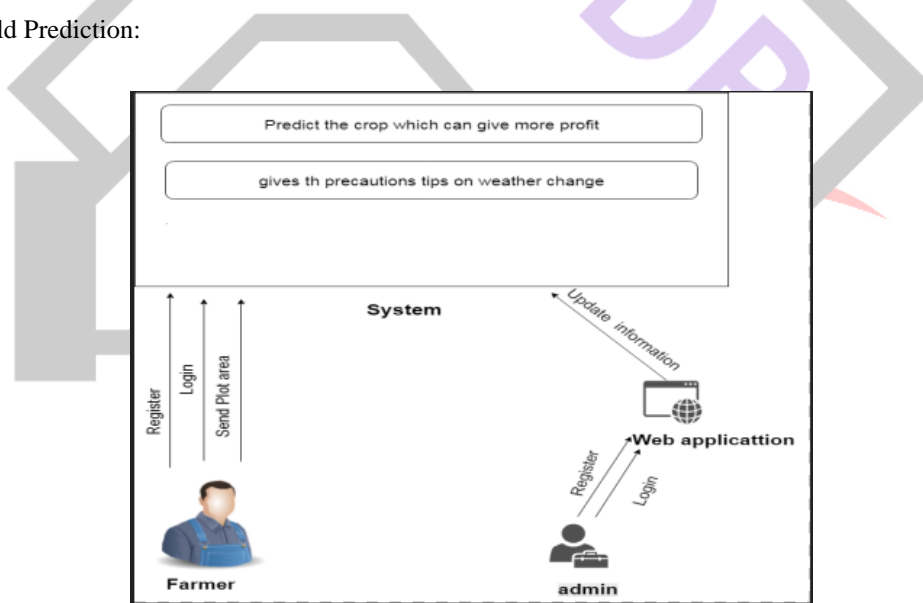 ld Prediction:
Predict the crop which can give more profit
gives th precautions tips on weather change
System
Update information
Register
Login
Send Plot area
Web applicattion
Register
Login
Farmer
admin